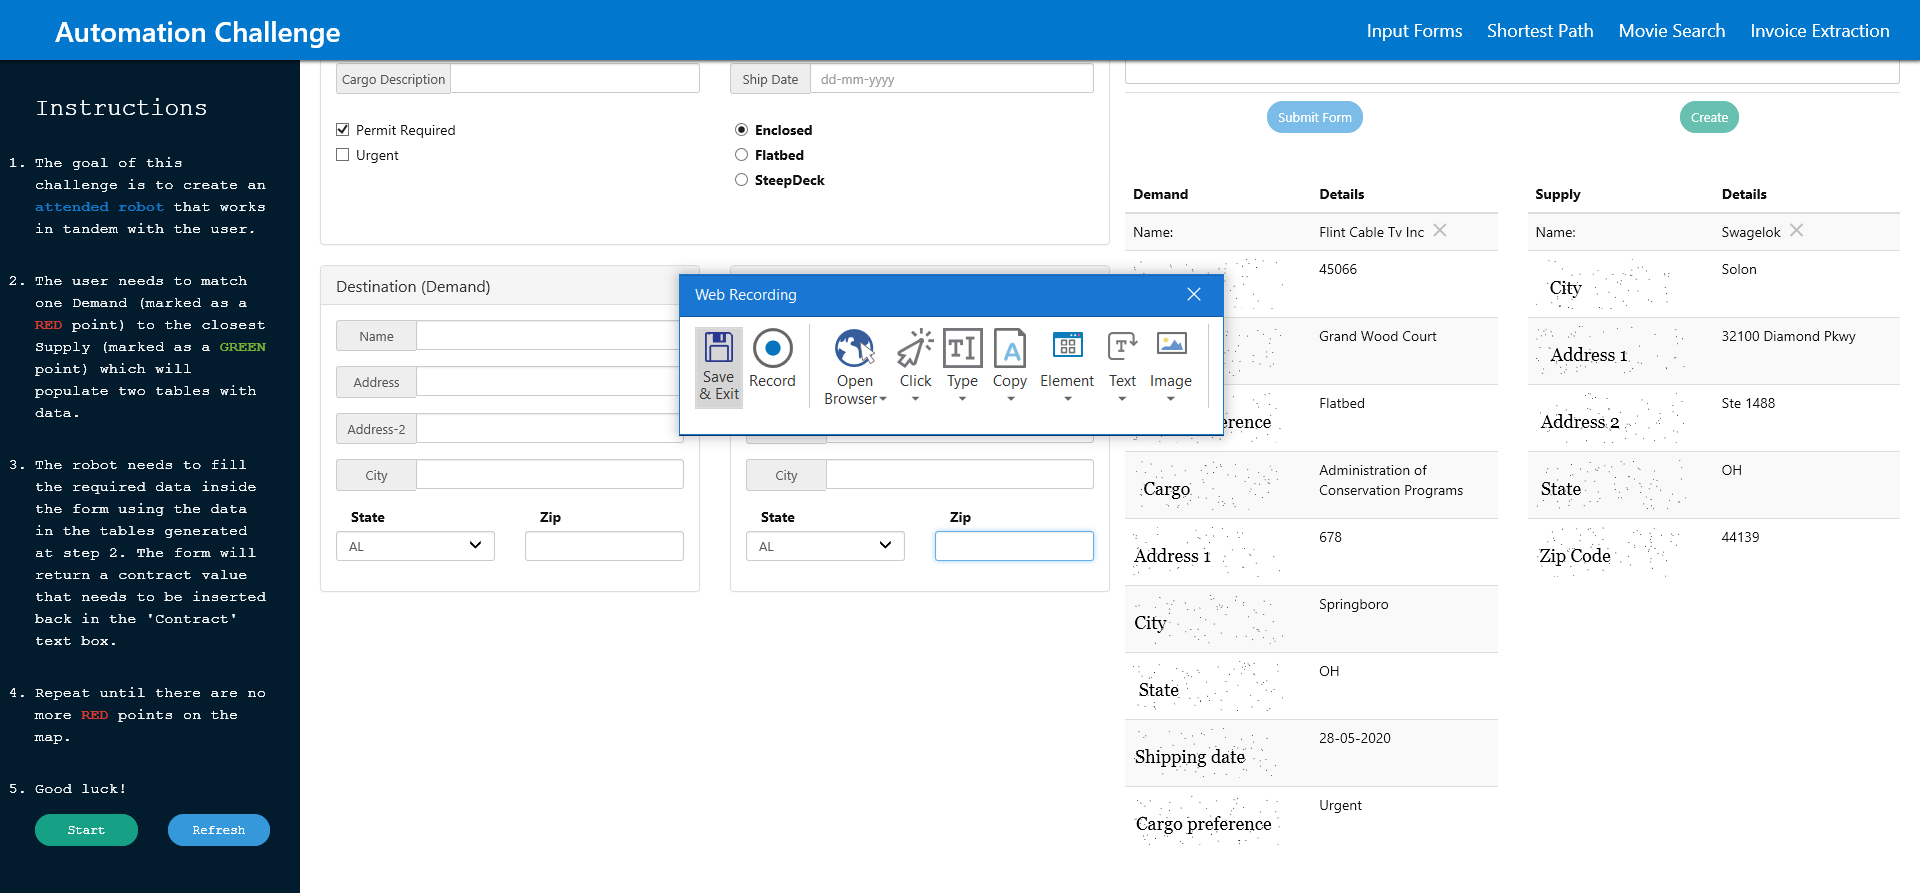 Automation Challenge
Input Forms
Shortest Path
Movie Search
Invoice Extraction
Instructions
1. The goal of this
challenge is to create an
attended robot that works
in tandem with the user.
2. The user needs to match
one Demand (marked as a
RED point) to the closest
Supply (marked as a GREEN
point) which will
populate two tables with
data.
3. The robot needs to fill
the required data inside
the form using the data
in the tables generated
at step 2. The form will
return a contract value
that needs to be inserted
back in the 'Contract'
text box.
4. Repeat until there are no
more RED points on the
map.
5. Good luck!
Start
Refresh
Cargo Description
Ship Date
dd-mm-yyyy
Permit Required
Urgent
Enclosed
Flatbed
SteepDeck
Destination (Demand)
Name
Address
Address-2
City
State
Zip
AL
City
State
Zip
AL
Web Recording
Save
& Exit
Record
Open
Browser
Click
Type
Copy
Element
Text
Image
Submit Form
Create
Demand Details
Name: Flint Cable Tv Inc
45066
Grand Wood Court
Flatbed
Cargo Administration of
Conservation Programs
Address 1 678
City Springboro
State OH
Shipping date 28-05-2020
Cargo preference Urgent
Supply Details
Name: Swagelok
City Solon
Address 1 32100 Diamond Pkwy
Address 2 Ste 1488
State OH
Zip Code 44139